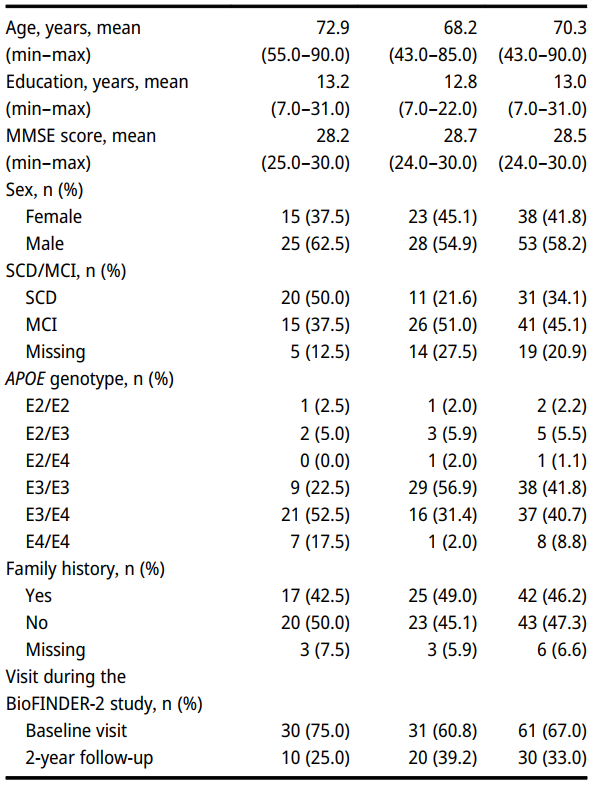 Age, years, mean 72.9 68.2 70.3
(min–max) (55.0–90.0) (43.0–85.0) (43.0–90.0)
Education, years, mean 13.2 12.8 13.0
(min–max) (7.0–31.0) (7.0–22.0) (7.0–31.0)
MMSE score, mean 28.2 28.7 28.5
(min–max) (25.0–30.0) (24.0–30.0) (24.0–30.0)
Sex, n (%)
Female 15 (37.5) 23 (45.1) 38 (41.8)
Male 25 (62.5) 28 (54.9) 53 (58.2)
SCD/MCI, n (%)
SCD 20 (50.0) 11 (21.6) 31 (34.1)
MCI 15 (37.5) 26 (51.0) 41 (45.1)
Missing 5 (12.5) 14 (27.5) 19 (20.9)
APOE genotype, n (%)
E2/E2 1 (2.5) 1 (2.0) 2 (2.2)
E2/E3 2 (5.0) 3 (5.9) 5 (5.5)
E2/E4 0 (0.0) 1 (2.0) 1 (1.1)
E3/E3 9 (22.5) 29 (56.9) 38 (41.8)
E3/E4 21 (52.5) 16 (31.4) 37 (40.7)
E4/E4 7 (17.5) 1 (2.0) 8 (8.8)
Family history, n (%)
Yes 17 (42.5) 25 (49.0) 42 (46.2)
No 20 (50.0) 23 (45.1) 43 (47.3)
Missing 3 (7.5) 3 (5.9) 6 (6.6)
Visit during the
BioFINDER-2 study, n (%)
Baseline visit 30 (75.0) 31 (60.8) 61 (67.0)
2-year follow-up 10 (25.0) 20 (39.2) 30 (33.0)